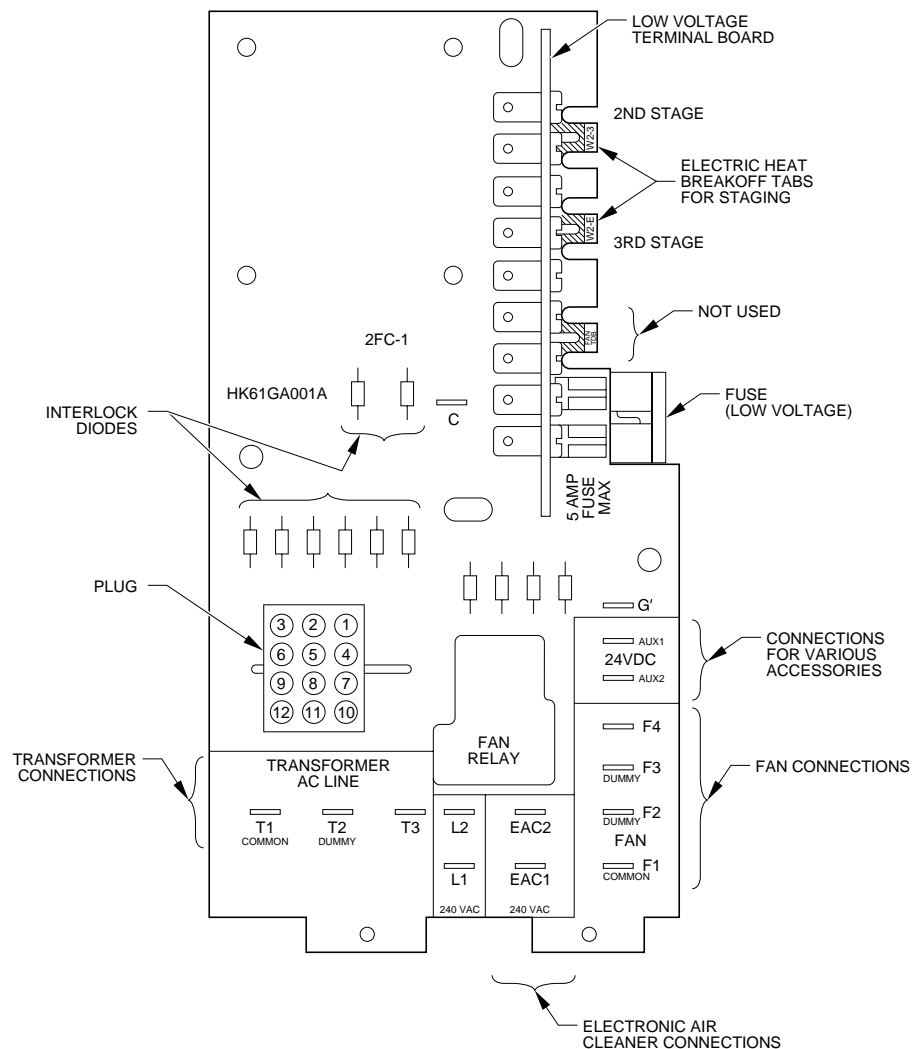 LOW VOLTAGE
TERMINAL BOARD
2ND STAGE
W2-3
ELECTRIC HEAT
BREAKOFF TABS
FOR STAGING
W2-E
3RD STAGE
NOT USED
FAN
TDB
2FC-1
HK61GA001A
C
INTERLOCK
DIODES
FUSE
(LOW VOLTAGE)
5 AMP
FUSE
MAX
PLUG
3 2 1
6 5 4
9 8 7
12 11 10
G'
AUX1
24VDC
AUX2
CONNECTIONS
FOR VARIOUS
ACCESSORIES
FAN
RELAY
F4
F3
DUMMY
F2
DUMMY
FAN
F1
COMMON
FAN CONNECTIONS
TRANSFORMER
CONNECTIONS
TRANSFORMER
AC LINE
T1
COMMON
T2
DUMMY
T3
L2
L1
240 VAC
EAC2
EAC1
240 VAC
ELECTRONIC AIR
CLEANER CONNECTIONS